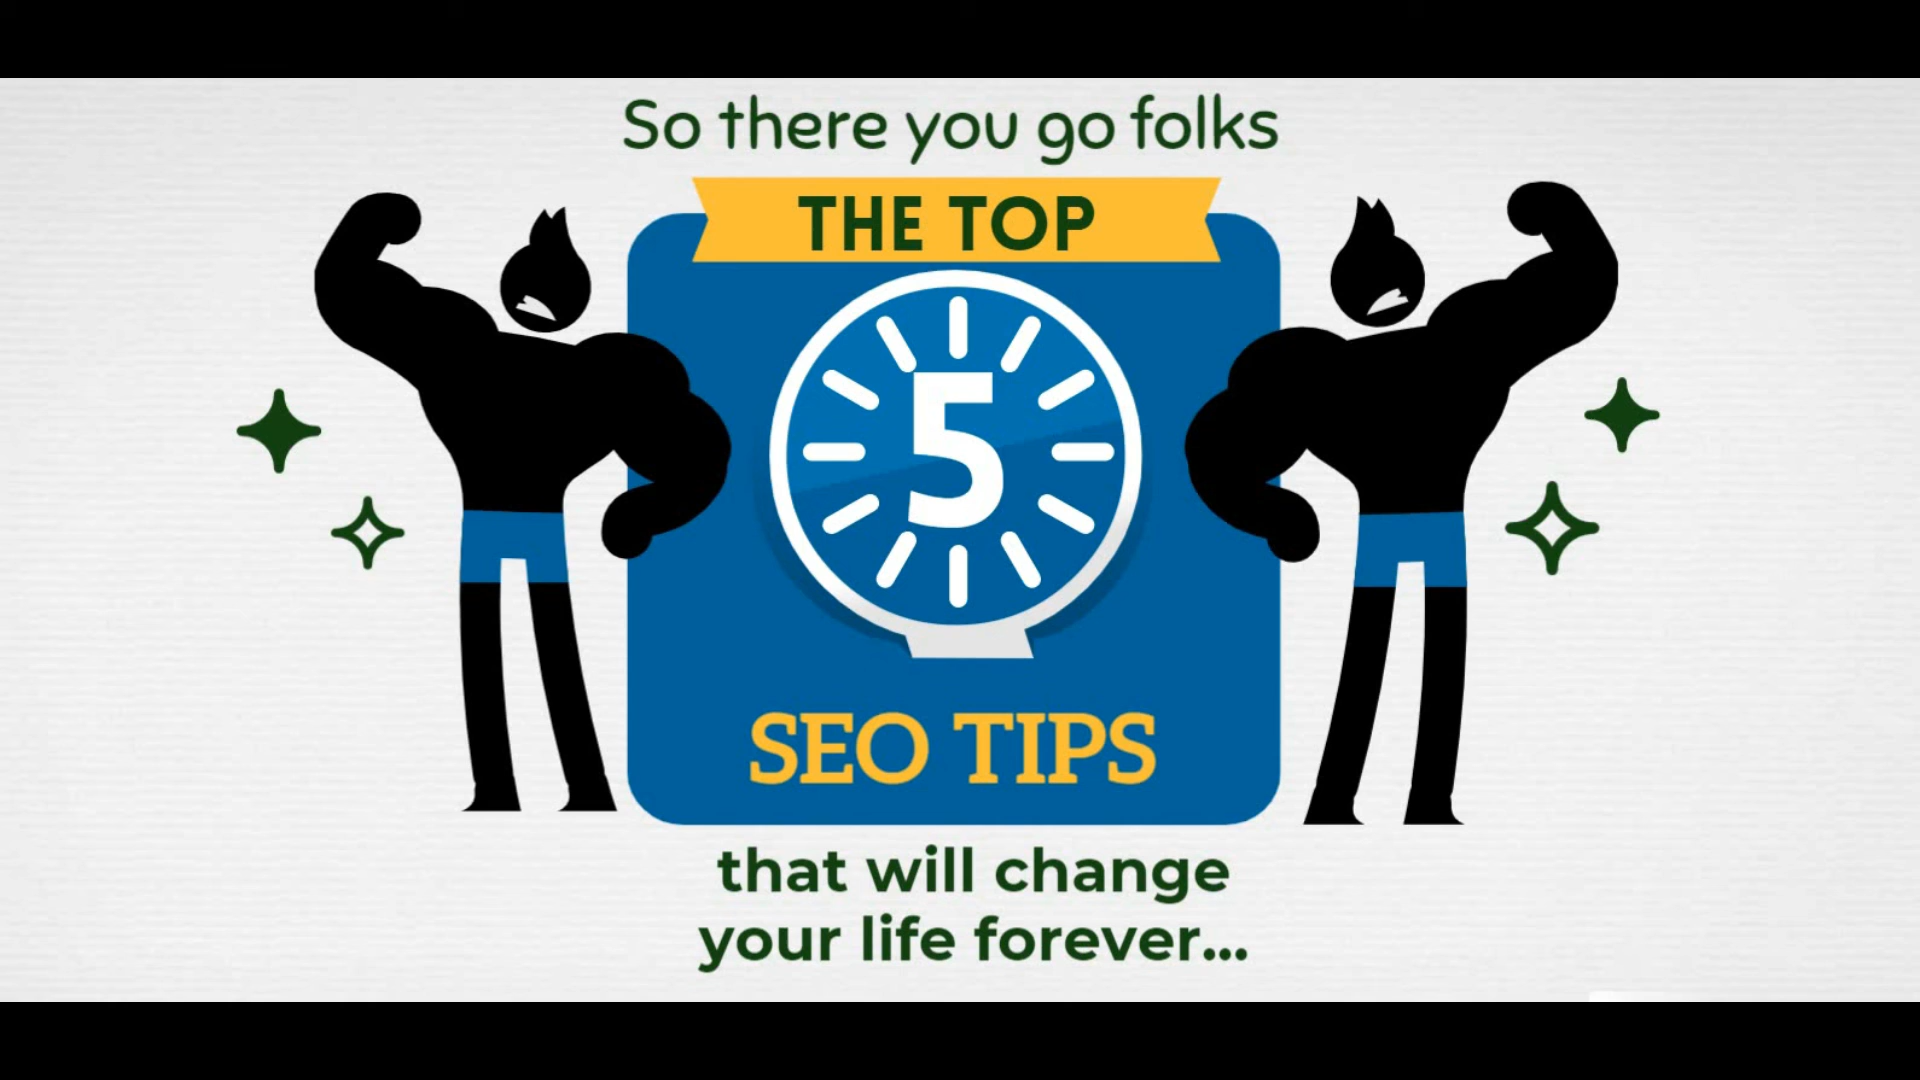 So there you go folks
THE TOP
5
SEO TIPS
that will change
your life forever...